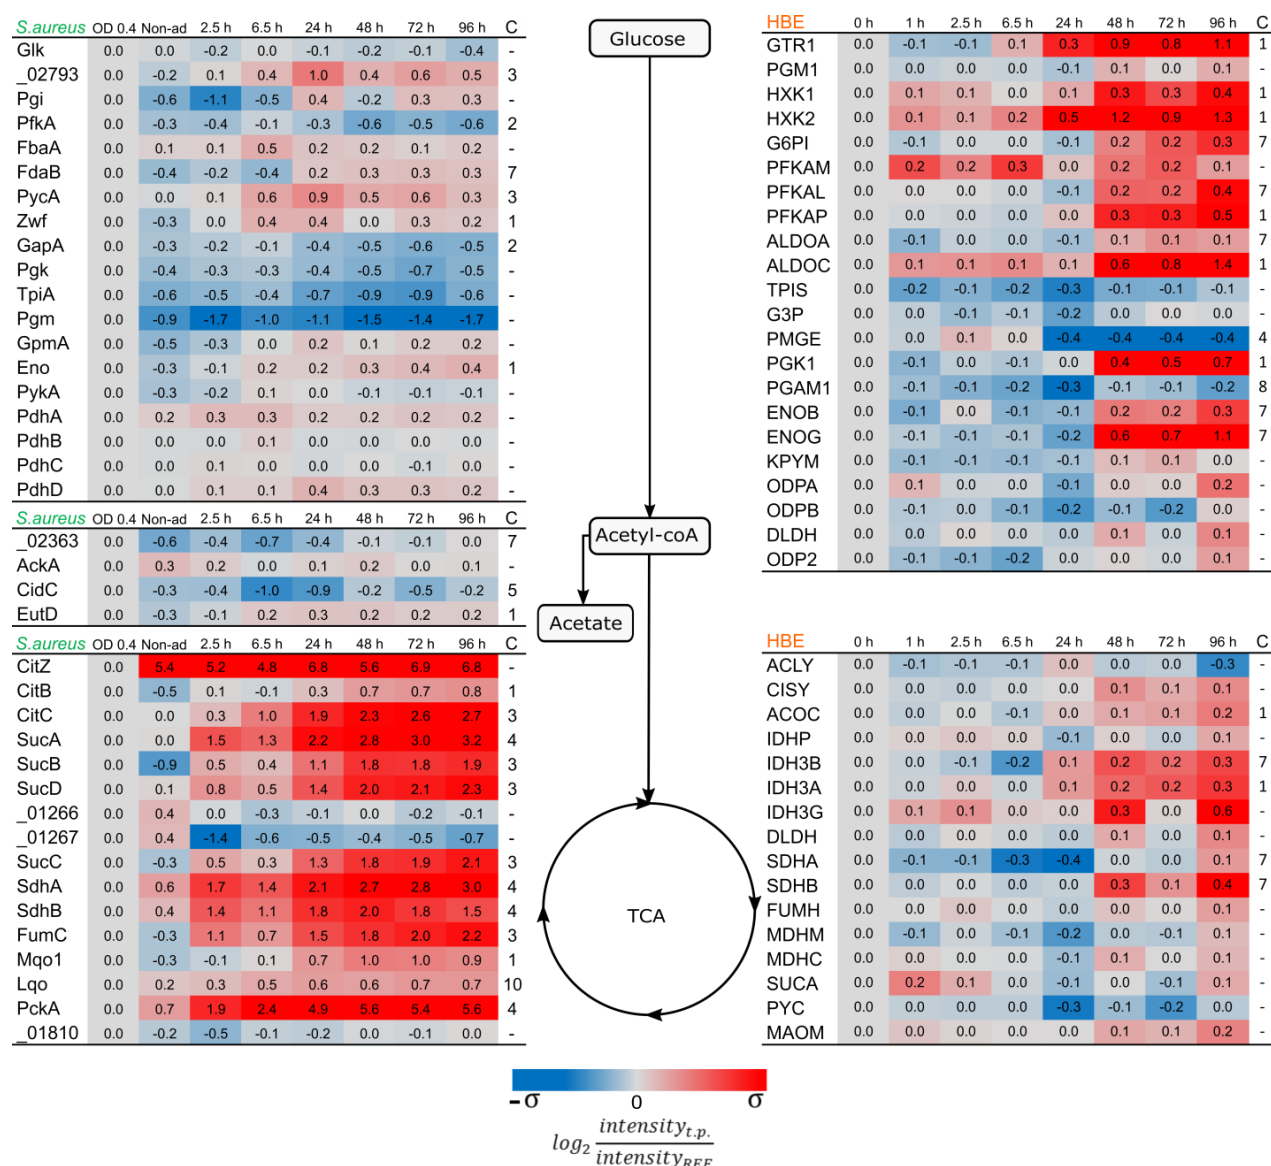 S.aureus OD 0.4 Non-ad 2.5 h 6.5 h 24 h 48 h 72 h 96 h C
Glk 0.0 0.0 -0.2 0.0 -0.1 -0.2 -0.1 -0.4 -
_02793 0.0 -0.2 0.1 0.4 1.0 0.4 0.6 0.5 3
Pgi 0.0 -0.6 -1.1 -0.5 0.4 -0.2 0.3 0.3 -
PfkA 0.0 -0.3 -0.4 -0.1 -0.3 -0.6 -0.5 -0.6 2
FbaA 0.0 0.1 0.1 0.5 0.2 0.2 0.1 0.2 -
FdaB 0.0 -0.4 -0.2 -0.4 0.2 0.3 0.3 0.3 7
PycA 0.0 0.0 0.1 0.6 0.9 0.5 0.6 0.3 3
Zwf 0.0 -0.3 0.0 0.4 0.4 0.0 0.3 0.2 1
GapA 0.0 -0.3 -0.2 -0.1 -0.4 -0.5 -0.6 -0.5 2
Pgk 0.0 -0.4 -0.3 -0.3 -0.4 -0.5 -0.7 -0.5 -
TpiA 0.0 -0.6 -0.5 -0.4 -0.7 -0.9 -0.9 -0.6 -
Pgm 0.0 -0.9 -1.7 -1.0 -1.1 -1.5 -1.4 -1.7 -
GpmA 0.0 -0.5 -0.3 0.0 0.2 0.1 0.2 0.2 -
Eno 0.0 -0.3 -0.1 0.2 0.2 0.3 0.4 0.4 1
PykA 0.0 -0.3 -0.2 0.1 0.0 -0.1 -0.1 -0.1 -
PdhA 0.0 0.2 0.3 0.3 0.2 0.2 0.2 0.2 -
PdhB 0.0 0.0 0.0 0.1 0.0 0.0 0.0 0.0 -
PdhC 0.0 0.0 0.1 0.0 0.0 0.0 -0.1 0.0 -
PdhD 0.0 0.0 0.1 0.1 0.4 0.3 0.3 0.2 -
S.aureus OD 0.4 Non-ad 2.5 h 6.5 h 24 h 48 h 72 h 96 h C
_02363 0.0 -0.6 -0.4 -0.7 -0.4 -0.1 -0.1 0.0 7
AckA 0.0 0.3 0.2 0.0 0.1 0.2 0.0 0.1 -
CidC 0.0 -0.3 -0.4 -1.0 -0.9 -0.2 -0.5 -0.2 5
EutD 0.0 -0.3 -0.1 0.2 0.3 0.2 0.2 0.2 1
S.aureus OD 0.4 Non-ad 2.5 h 6.5 h 24 h 48 h 72 h 96 h C
CitZ 0.0 5.4 5.2 4.8 6.8 5.6 6.9 6.8 -
CitB 0.0 -0.5 0.1 -0.1 0.3 0.7 0.7 0.8 1
CitC 0.0 0.0 0.3 1.0 1.9 2.3 2.6 2.7 3
SucA 0.0 0.0 1.5 1.3 2.2 2.8 3.0 3.2 4
SucB 0.0 -0.9 0.5 0.4 1.1 1.8 1.8 1.9 3
SucD 0.0 0.1 0.8 0.5 1.4 2.0 2.1 2.3 3
_01266 0.0 0.4 0.0 -0.3 -0.1 0.0 -0.2 -0.1 -
_01267 0.0 0.4 -1.4 -0.6 -0.5 -0.4 -0.5 -0.7 -
SucC 0.0 -0.3 0.5 0.3 1.3 1.8 1.9 2.1 3
SdhA 0.0 0.6 1.7 1.4 2.1 2.7 2.8 3.0 4
SdhB 0.0 0.4 1.4 1.1 1.8 2.0 1.8 1.5 4
FumC 0.0 -0.3 1.1 0.7 1.5 1.8 2.0 2.2 3
Mqo1 0.0 -0.3 -0.1 0.1 0.7 1.0 1.0 0.9 1
Lqo 0.0 0.2 0.3 0.5 0.6 0.6 0.7 0.7 10
PckA 0.0 0.7 1.9 2.4 4.9 5.6 5.4 5.6 4
_01810 0.0 -0.2 -0.5 -0.1 -0.2 0.0 -0.1 0.0 -
Glucose
Acetyl-coA
Acetate
TCA
HBE 0 h 1 h 2.5 h 6.5 h 24 h 48 h 72 h 96 h C
GTR1 0.0 -0.1 -0.1 0.1 0.3 0.9 0.8 1.1 1
PGM1 0.0 0.0 0.0 0.0 -0.1 0.1 0.0 0.1 -
HXK1 0.0 0.1 0.1 0.0 0.1 0.3 0.3 0.4 1
HXK2 0.0 0.1 0.1 0.2 0.5 1.2 0.9 1.3 1
G6PI 0.0 -0.1 0.0 0.0 -0.1 0.2 0.2 0.3 7
PFKAM 0.0 0.2 0.2 0.3 0.0 0.2 0.2 0.1 -
PFKAL 0.0 0.0 0.0 0.0 -0.1 0.2 0.2 0.4 7
PFKAP 0.0 0.0 0.0 0.0 0.0 0.3 0.3 0.5 1
ALDOA 0.0 -0.1 0.0 0.0 -0.1 0.1 0.1 0.1 7
ALDOC 0.0 0.1 0.1 0.1 0.1 0.6 0.8 1.4 1
TPIS 0.0 -0.2 -0.1 -0.2 -0.3 -0.1 -0.1 -0.1 -
G3P 0.0 0.0 -0.1 -0.1 -0.2 0.0 0.0 0.0 -
PMGE 0.0 0.0 0.1 0.0 -0.4 -0.4 -0.4 -0.4 4
PGK1 0.0 -0.1 0.0 -0.1 0.0 0.4 0.5 0.7 1
PGAM1 0.0 -0.1 -0.1 -0.2 -0.3 -0.1 -0.1 -0.2 8
ENOB 0.0 -0.1 0.0 -0.1 -0.1 0.2 0.2 0.3 7
ENOG 0.0 -0.1 -0.1 -0.1 -0.2 0.6 0.7 1.1 7
KPYM 0.0 -0.1 -0.1 -0.1 -0.1 0.1 0.1 0.0 -
ODPA 0.0 0.1 0.0 0.0 -0.1 0.0 0.0 0.2 -
ODPB 0.0 -0.1 0.0 -0.1 -0.2 -0.1 -0.2 0.0 -
DLDH 0.0 0.0 0.0 0.0 -0.1 0.0 0.0 0.1 -
ODP2 0.0 -0.1 -0.1 -0.2 0.0 0.0 0.0 0.1 -
HBE 0 h 1 h 2.5 h 6.5 h 24 h 48 h 72 h 96 h C
ACLY 0.0 -0.1 -0.1 -0.1 0.0 0.0 0.0 -0.3 -
CISY 0.0 0.0 0.0 0.0 0.0 0.1 0.1 0.1 -
ACOC 0.0 0.0 0.0 -0.1 0.0 0.1 0.1 0.2 1
IDHP 0.0 0.0 0.0 0.0 -0.1 0.0 0.0 0.1 -
IDH3B 0.0 0.0 -0.1 -0.2 0.1 0.2 0.2 0.3 7
IDH3A 0.0 0.0 0.0 0.0 0.1 0.2 0.2 0.3 1
IDH3G 0.0 0.1 0.1 0.0 0.0 0.3 0.0 0.6 -
DLDH 0.0 0.0 0.0 0.0 0.0 0.1 0.0 0.1 -
SDHA 0.0 -0.1 -0.1 -0.3 -0.4 0.0 0.0 0.1 7
SDHB 0.0 0.0 0.0 0.0 0.0 0.3 0.1 0.4 7
FUMH 0.0 0.0 0.0 0.0 0.0 0.0 0.0 0.1 -
MDHM 0.0 -0.1 0.0 -0.1 -0.2 0.0 -0.1 0.1 -
MDHC 0.0 0.0 0.0 0.0 -0.1 0.1 0.0 0.1 -
SUCA 0.0 0.2 0.1 0.0 -0.1 0.0 -0.1 0.1 -
PYC 0.0 0.0 0.0 0.0 -0.3 -0.1 -0.2 0.0 -
MAOM 0.0 0.0 0.0 0.0 0.0 0.1 0.1 0.2 -
-σ 0 σ
log2 intensity t.p. / intensity REF